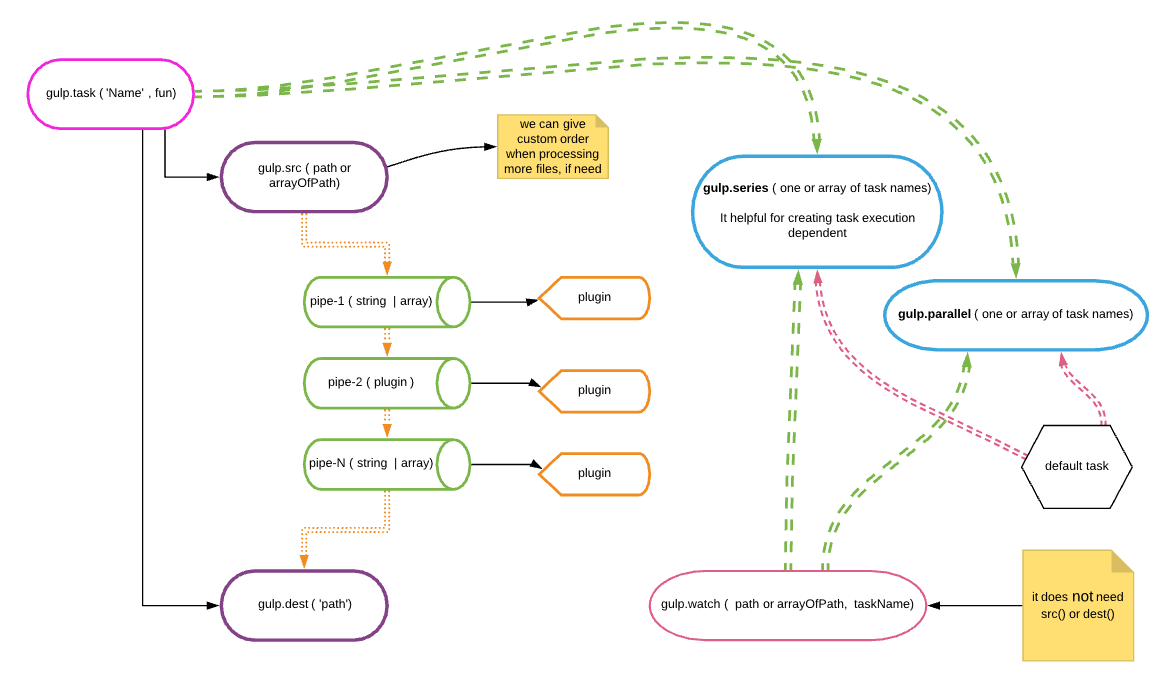 gulp.task ( 'Name' , fun)
gulp.src ( path or
arrayOfPath)
we can give
custom order
when processing
more files, if need
gulp.series ( one or array of task names)
It helpful for creating task execution
dependent
pipe-1 ( string | array)
plugin
gulp.parallel ( one or array of task names)
pipe-2 ( plugin )
plugin
pipe-N ( string | array)
plugin
default task
gulp.dest ( 'path')
gulp.watch ( path or arrayOfPath, taskName)
it does not need
src() or dest()